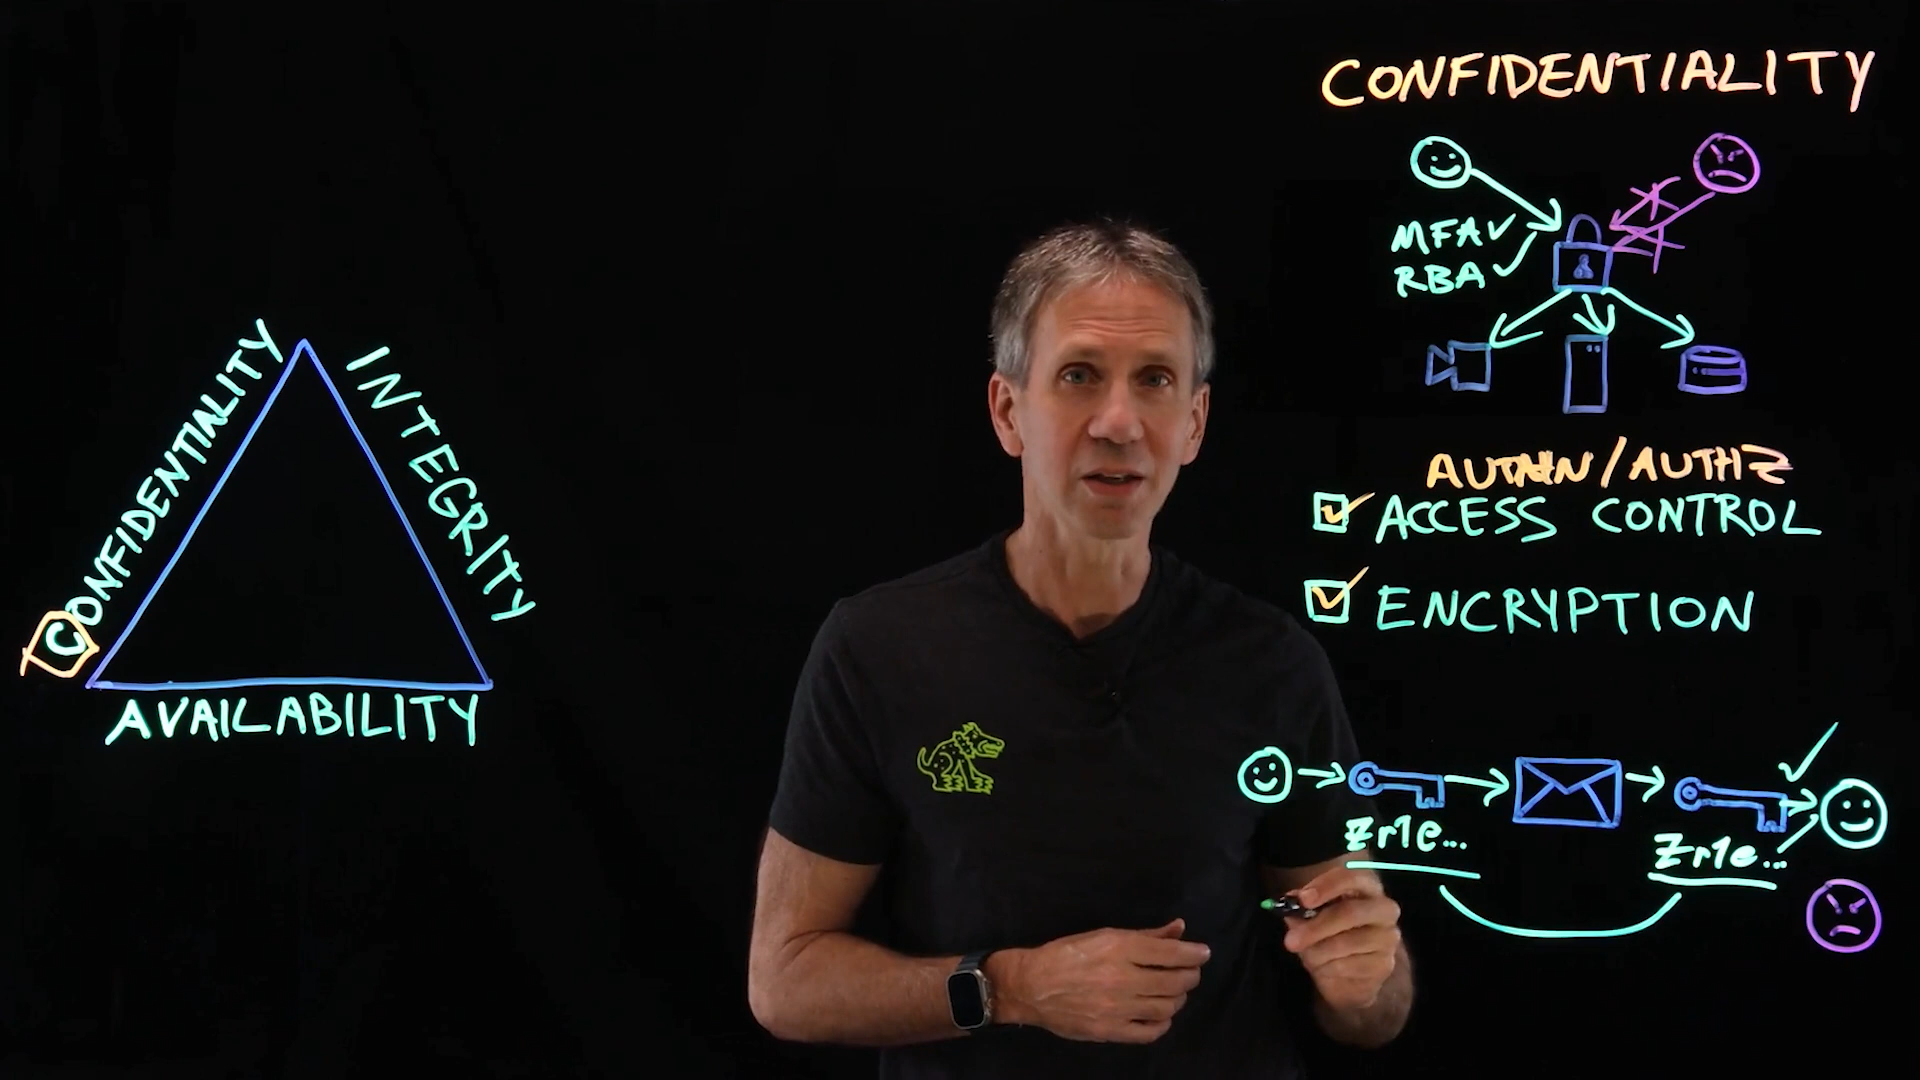 CONFIDENTIALITY
INTEGRITY
AVAILABILITY
CONFIDENTIALITY
MFA
RBA
AUTHN/AUTHZ
ACCESS CONTROL
ENCRYPTION
Zr1e...
Zr1e...